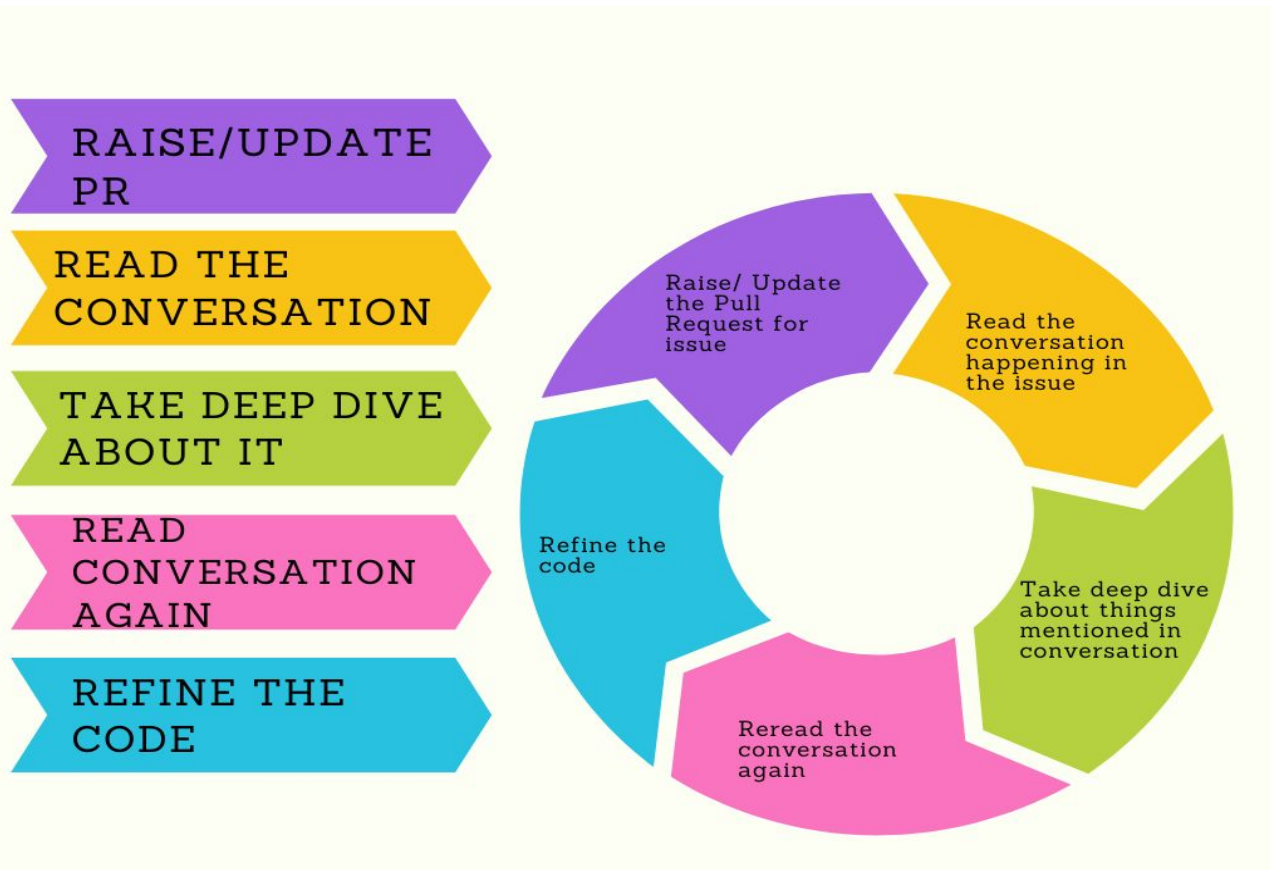 RAISE/UPDATE
PR
READ THE
CONVERSATION
TAKE DEEP DIVE
ABOUT IT
READ
CONVERSATION
AGAIN
REFINE THE
CODE
Raise/ Update
the Pull
Request for
issue
Read the
conversation
happening in
the issue
Take deep dive
about things
mentioned in
conversation
Reread the
conversation
again
Refine the
code